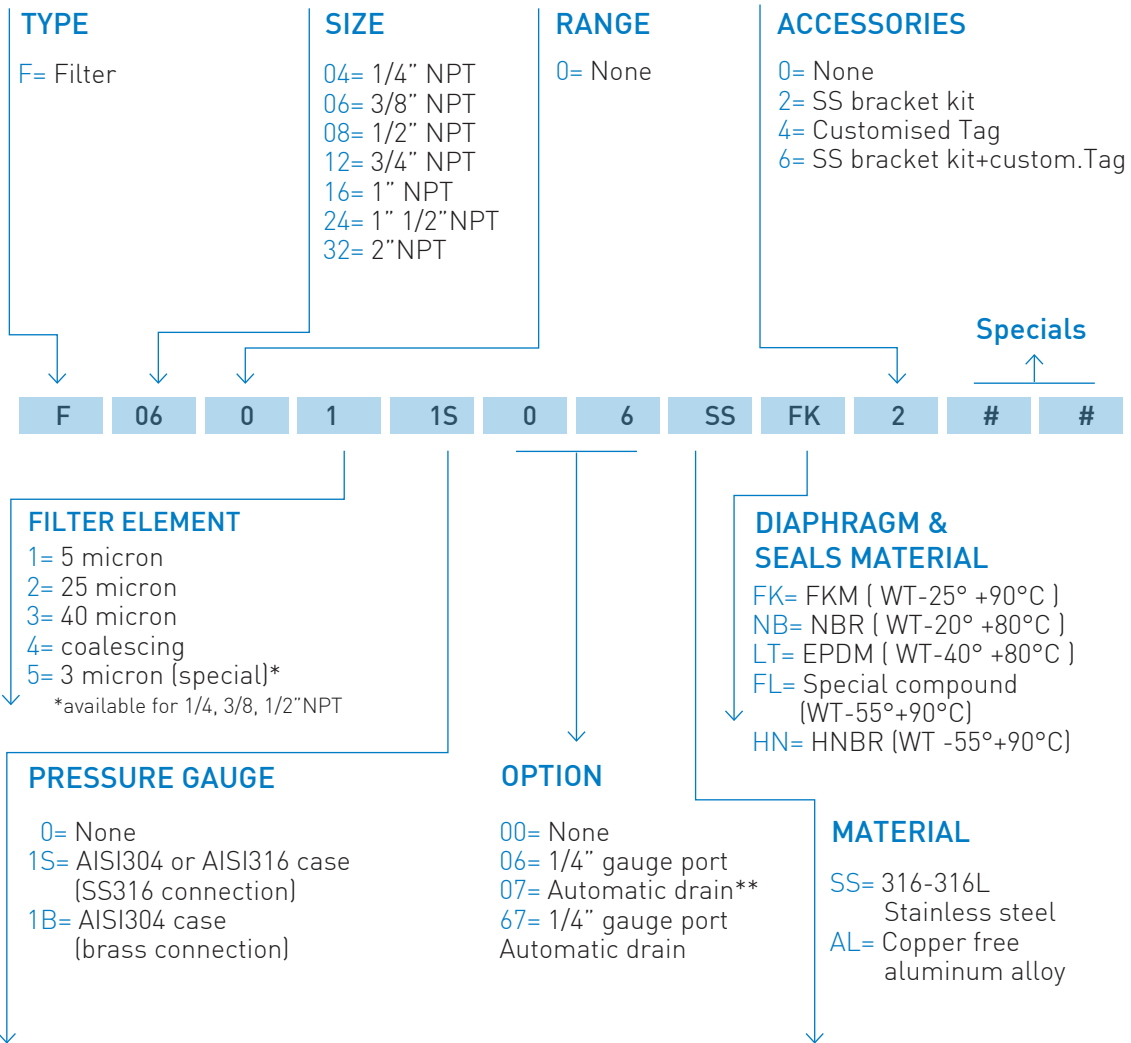 TYPE
F= Filter
SIZE
04= 1/4” NPT
06= 3/8” NPT
08= 1/2” NPT
12= 3/4” NPT
16= 1” NPT
24= 1” 1/2”NPT
32= 2”NPT
RANGE
0= None
ACCESSORIES
0= None
2= SS bracket kit
4= Customised Tag
6= SS bracket kit+custom.Tag
Specials
F 06 0 1 1S 0 6 SS FK 2 # #
FILTER ELEMENT
1= 5 micron
2= 25 micron
3= 40 micron
4= coalescing
5= 3 micron (special)*
*available for 1/4, 3/8, 1/2”NPT
DIAPHRAGM &
SEALS MATERIAL
FK= FKM ( WT-25° +90°C )
NB= NBR ( WT-20° +80°C )
LT= EPDM ( WT-40° +80°C )
FL= Special compound
(WT-55°+90°C)
HN= HNBR (WT -55°+90°C)
PRESSURE GAUGE
0= None
1S= AISI304 or AISI316 case
(SS316 connection)
1B= AISI304 case
(brass connection)
OPTION
00= None
06= 1/4” gauge port
07= Automatic drain**
67= 1/4” gauge port
Automatic drain
MATERIAL
SS= 316-316L
Stainless steel
AL= Copper free
aluminum alloy